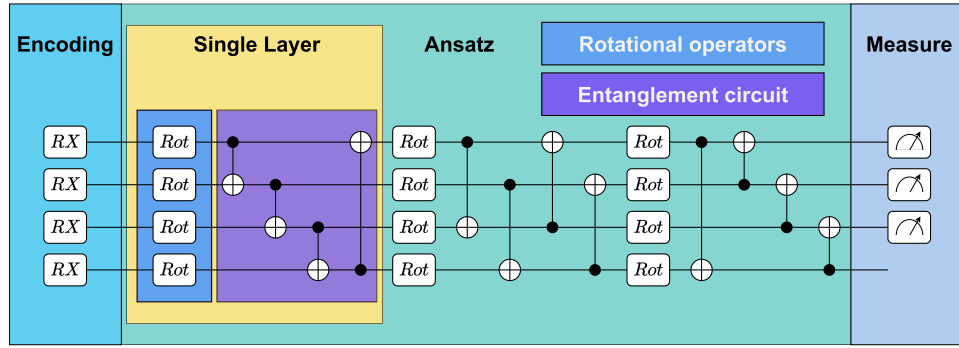 Encoding Single Layer Ansatz Rotational operators Measure
Entanglement circuit
RX Rot Rot Rot
RX Rot Rot Rot
RX Rot Rot Rot
RX Rot Rot Rot